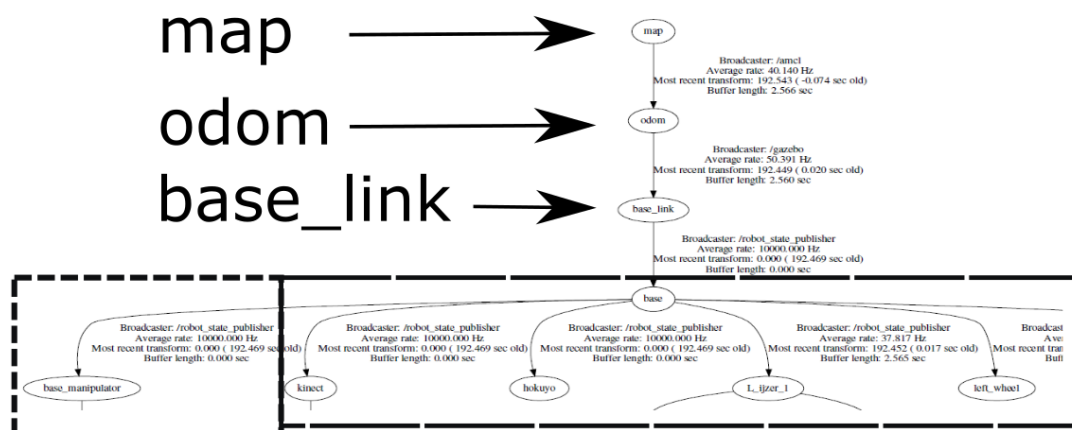 map
map
Broadcaster: /amcl
Average rate: 40.140 Hz
Most recent transform: 192.543 ( -0.074 sec old)
Buffer length: 2.566 sec
odom
odom
Broadcaster: /gazebo
Average rate: 50.391 Hz
Most recent transform: 192.449 ( 0.020 sec old)
Buffer length: 2.560 sec
base_link
base_link
Broadcaster: /robot_state_publisher
Average rate: 10000.000 Hz
Most recent transform: 0.000 ( 192.469 sec old)
Buffer length: 0.000 sec
base
Broadcaster: /robot_state_publisher
Average rate: 10000.000 Hz
Most recent transform: 0.000 ( 192.469 sec old)
Buffer length: 0.000 sec
Broadcaster: /robot_state_publisher
Average rate: 10000.000 Hz
Most recent transform: 0.000 ( 192.469 sec old)
Buffer length: 0.000 sec
Broadcaster: /robot_state_publisher
Average rate: 10000.000 Hz
Most recent transform: 0.000 ( 192.469 sec old)
Buffer length: 0.000 sec
Broadcaster: /robot_state_publisher
Average rate: 37.817 Hz
Most recent transform: 192.452 ( 0.017 sec old)
Buffer length: 2.565 sec
Most recent
base_manipulator
kinect
hokuyo
L_ijzer_1
left_wheel